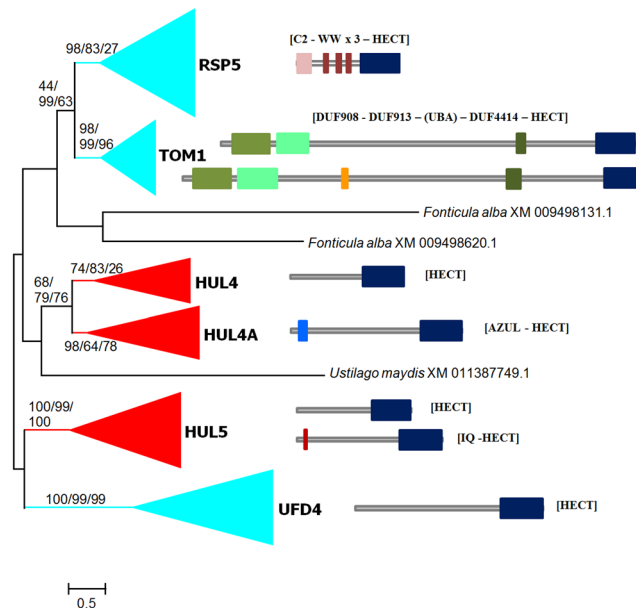 98/83/27
RSP5
[C2 - WW x 3 – HECT]
44/
99/63
98/
99/96
TOM1
[DUF908 - DUF913 – (UBA) – DUF4414 – HECT]
Fonticula alba XM 009498131.1
Fonticula alba XM 009498620.1
74/83/26
HUL4
[HECT]
68/
79/76
98/64/78
HUL4A
[AZUL - HECT]
Ustilago maydis XM 011387749.1
100/99/
100
HUL5
[HECT]
[IQ -HECT]
100/99/99
UFD4
[HECT]
0.5